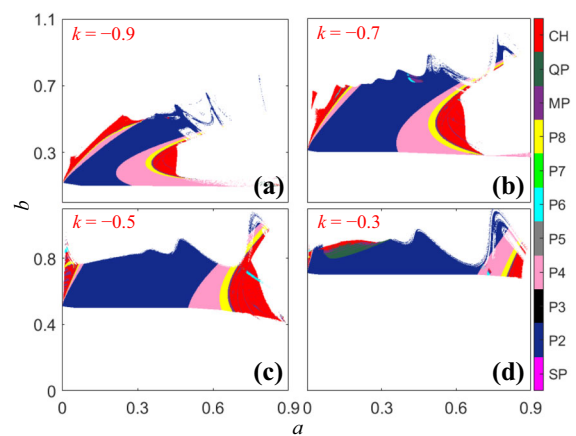 1.1
0.7
0.3
k = −0.9
(a)
k = −0.7
(b)
b
0.8
0.4
0
k = −0.5
(c)
k = −0.3
(d)
0
0.3
0.6
0.9
0
0.3
0.6
0.9
a
CH
QP
MP
P8
P7
P6
P5
P4
P3
P2
SP